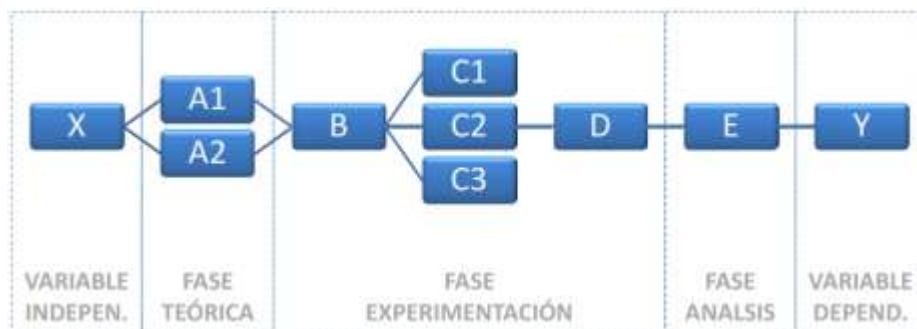 C1
A1
X
B
C2
D
E
Y
A2
C3
VARIABLE
INDEPEN.
FASE
TEÓRICA
FASE
EXPERIMENTACIÓN
FASE
ANALSIS
VARIABLE
DEPEND.